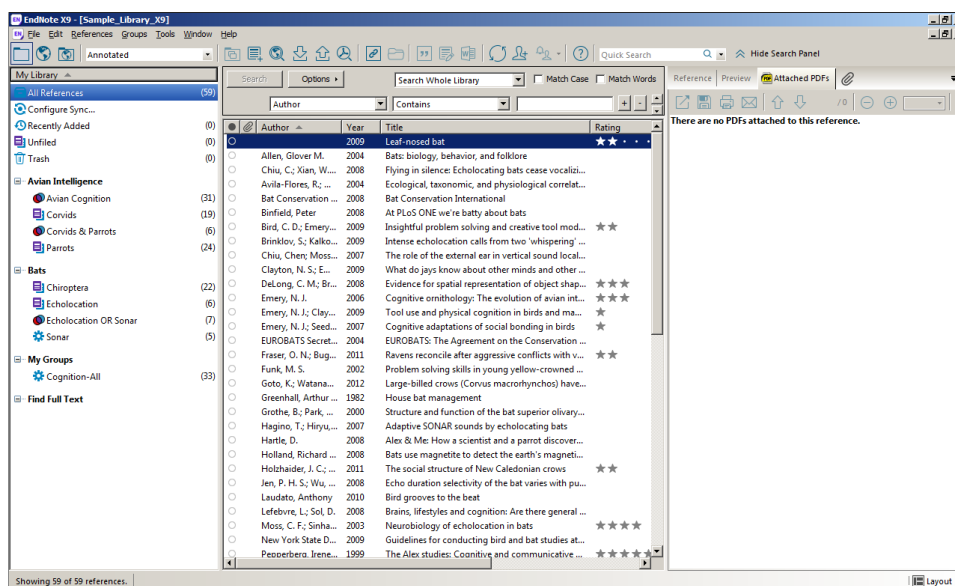 EndNote X9 - [Sample_Library_X9]
File Edit References Groups Tools Window Help
Annotated
Quick Search
Hide Search Panel
My Library
All References (59)
Configure Sync...
Recently Added (0)
Unfiled (0)
Trash (0)
Avian Intelligence
Avian Cognition (31)
Corvids (19)
Corvids & Parrots (6)
Parrots (24)
Bats
Chiroptera (22)
Echolocation (6)
Echolocation OR Sonar (7)
Sonar (5)
My Groups
Cognition-All (33)
Find Full Text
Search Options Search Whole Library Match Case Match Words
Author Contains + -
Author Year Title Rating
2009 Leaf-nosed bat
Allen, Glover M. 2004 Bats: biology, behavior, and folklore
Chiu, C.; Xian, W.... 2008 Flying in silence: Echolocating bats cease vocalizi...
Avila-Flores, R.; ... 2004 Ecological, taxonomic, and physiological correlat...
Bat Conservation ... 2008 Bat Conservation International
Binfield, Peter 2008 At PLoS ONE we're batty about bats
Bird, C. D.; Emery... 2009 Insightful problem solving and creative tool mod...
Brinklov, S.; Kalko... 2009 Intense echolocation calls from two 'whispering' ...
Chiu, Chen; Moss... 2007 The role of the external ear in vertical sound local...
Clayton, N. S.; E... 2009 What do jays know about other minds and other ...
DeLong, C. M.; Br... 2008 Evidence for spatial representation of object shap...
Emery, N. J. 2006 Cognitive ornithology: The evolution of avian int...
Emery, N. J.; Clay... 2009 Tool use and physical cognition in birds and ma...
Emery, N. J.; Seed... 2007 Cognitive adaptations of social bonding in birds
EUROBATS Secret... 2004 EUROBATS: The Agreement on the Conservation ...
Fraser, O. N.; Bug... 2011 Ravens reconcile after aggressive conflicts with v...
Funk, M. S. 2002 Problem solving skills in young yellow-crowned ...
Goto, K.; Watana... 2012 Large-billed crows (Corvus macrorhynchos) have...
Greenhall, Arthur ... 1982 House bat management
Grothe, B.; Park, ... 2000 Structure and function of the bat superior olivary...
Hagino, T.; Hiryu,... 2007 Adaptive SONAR sounds by echolocating bats
Hartle, D. 2008 Alex & Me: How a scientist and a parrot discover...
Holland, Richard ... 2008 Bats use magnetite to detect the earth's magneti...
Holzhaider, J. C.; ... 2011 The social structure of New Caledonian crows
Jen, P. H. S.; Wu, ... 2008 Echo duration selectivity of the bat varies with pu...
Laudato, Anthony 2010 Bird grooves to the beat
Lefebvre, L.; Sol, D. 2008 Brains, lifestyles and cognition: Are there general ...
Moss, C. F.; Sinha... 2003 Neurobiology of echolocation in bats
New York State D... 2009 Guidelines for conducting bird and bat studies at...
Pepperberg, Irene... 1999 The Alex studies: Cognitive and communicative ...
Reference Preview Attached PDFs
/0
There are no PDFs attached to this reference.
Showing 59 of 59 references.
Layout